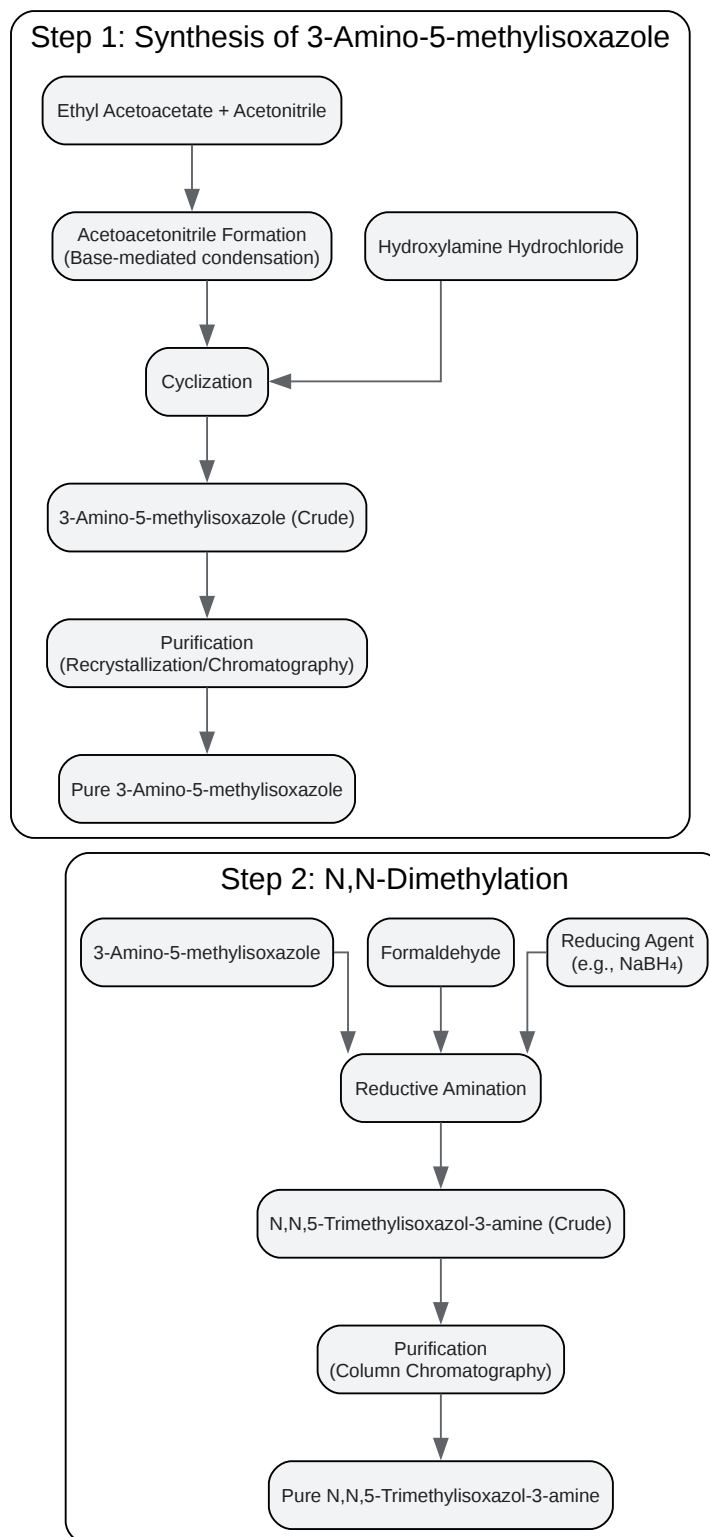 Step 1: Synthesis of 3-Amino-5-methylisoxazole
Ethyl Acetoacetate + Acetonitrile
Acetoacetonitrile Formation
(Base-mediated condensation)
Hydroxylamine Hydrochloride
Cyclization
3-Amino-5-methylisoxazole (Crude)
Purification
(Recrystallization/Chromatography)
Pure 3-Amino-5-methylisoxazole
Step 2: N,N-Dimethylation
3-Amino-5-methylisoxazole
Formaldehyde
Reducing Agent
(e.g., NaBH₄)
Reductive Amination
N,N,5-Trimethylisoxazol-3-amine (Crude)
Purification
(Column Chromatography)
Pure N,N,5-Trimethylisoxazol-3-amine